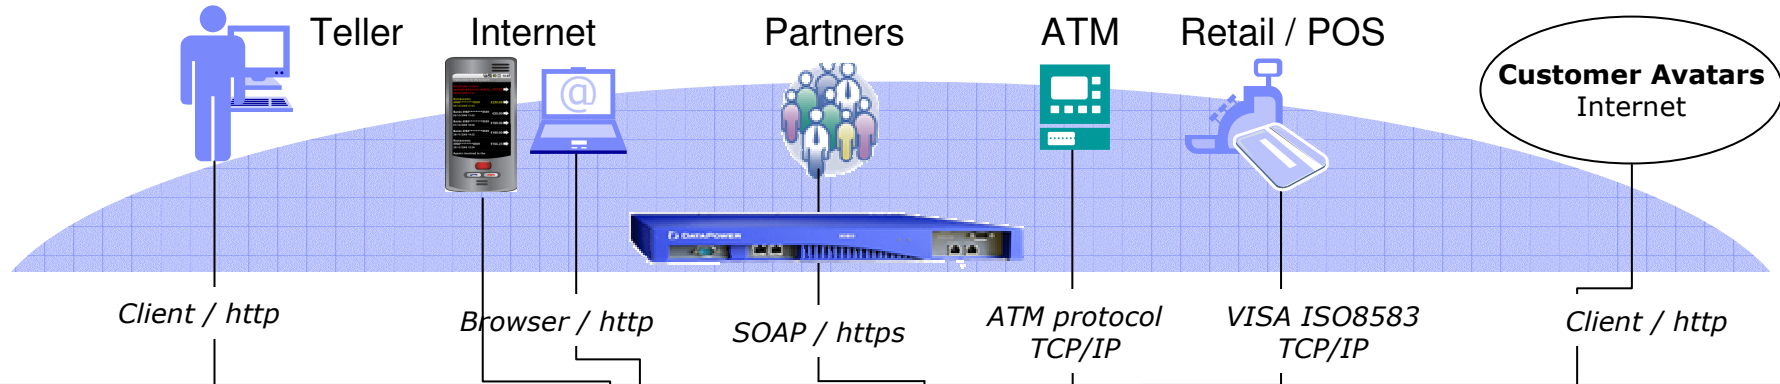 Teller
Internet
Partners
ATM
Retail / POS
Customer Avatars
Internet
@
DATAPOWER
Client / http
Browser / http
SOAP / https
ATM protocol
TCP/IP
VISA ISO8583
TCP/IP
Client / http